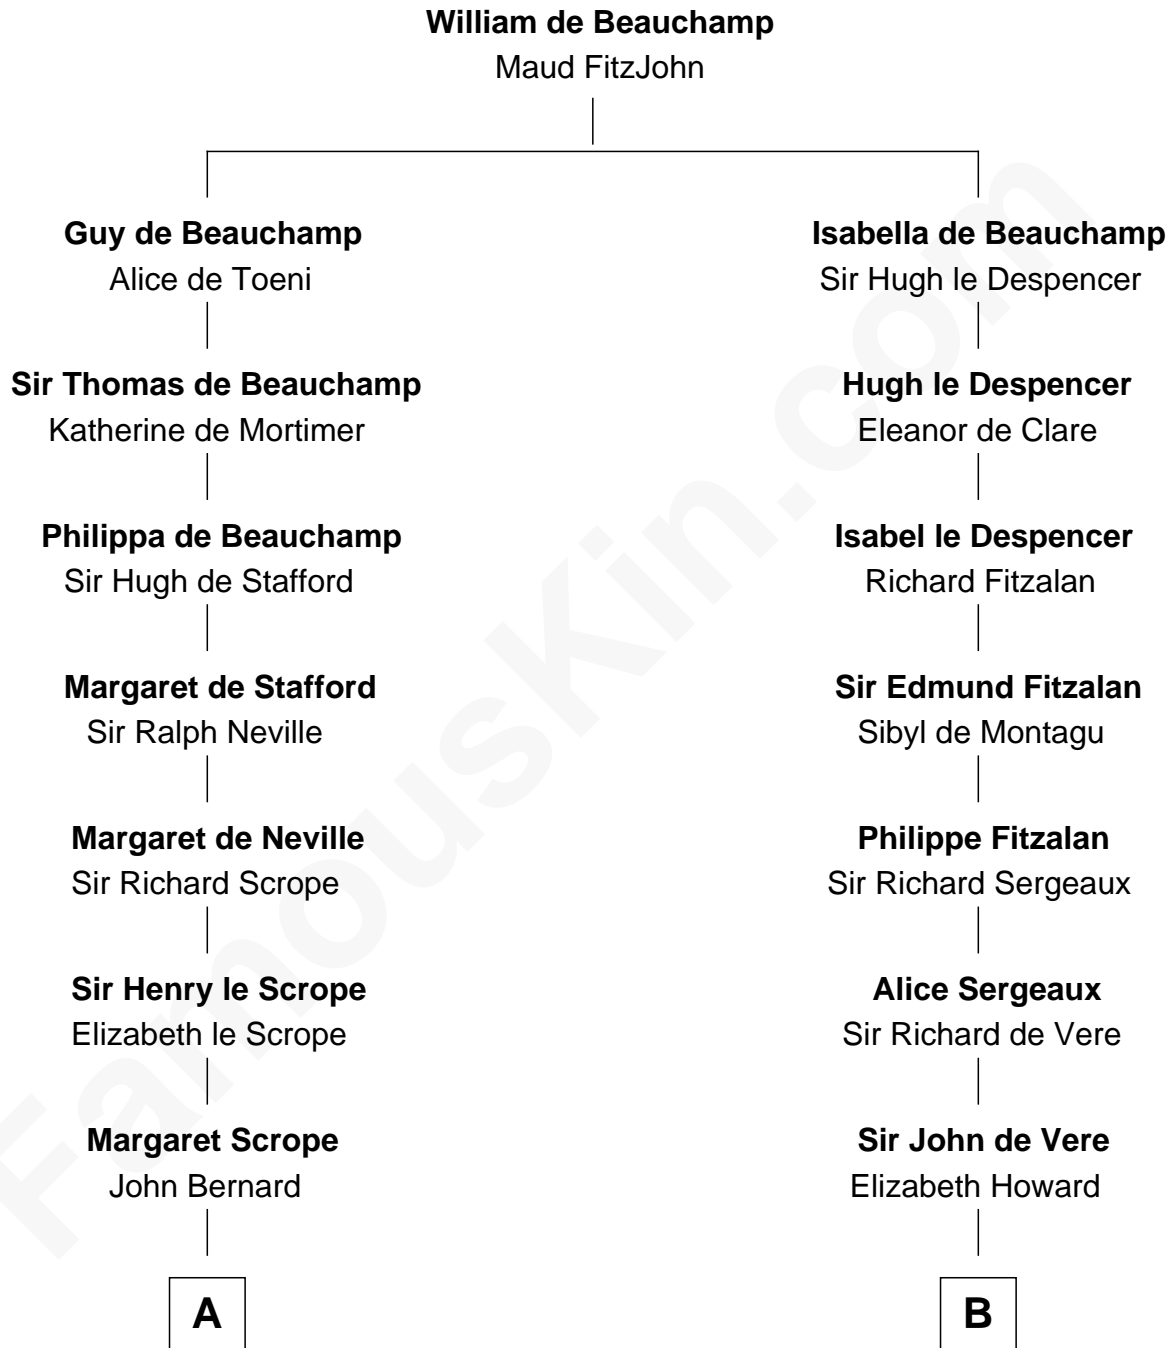 William de Beauchamp
Maud FitzJohn
Guy de Beauchamp
Alice de Toeni
Isabella de Beauchamp
Sir Hugh le Despencer
Sir Thomas de Beauchamp
Katherine de Mortimer
Hugh le Despencer
Eleanor de Clare
Philippa de Beauchamp
Sir Hugh de Stafford
Isabel le Despencer
Richard Fitzalan
Margaret de Stafford
Sir Ralph Neville
Sir Edmund Fitzalan
Sibyl de Montagu
Margaret de Neville
Sir Richard Scrope
Philippe Fitzalan
Sir Richard Sergeaux
Sir Henry le Scrope
Elizabeth le Scrope
Alice Sergeaux
Sir Richard de Vere
Margaret Scrope
John Bernard
Sir John de Vere
Elizabeth Howard
A
B
FamousKin.com